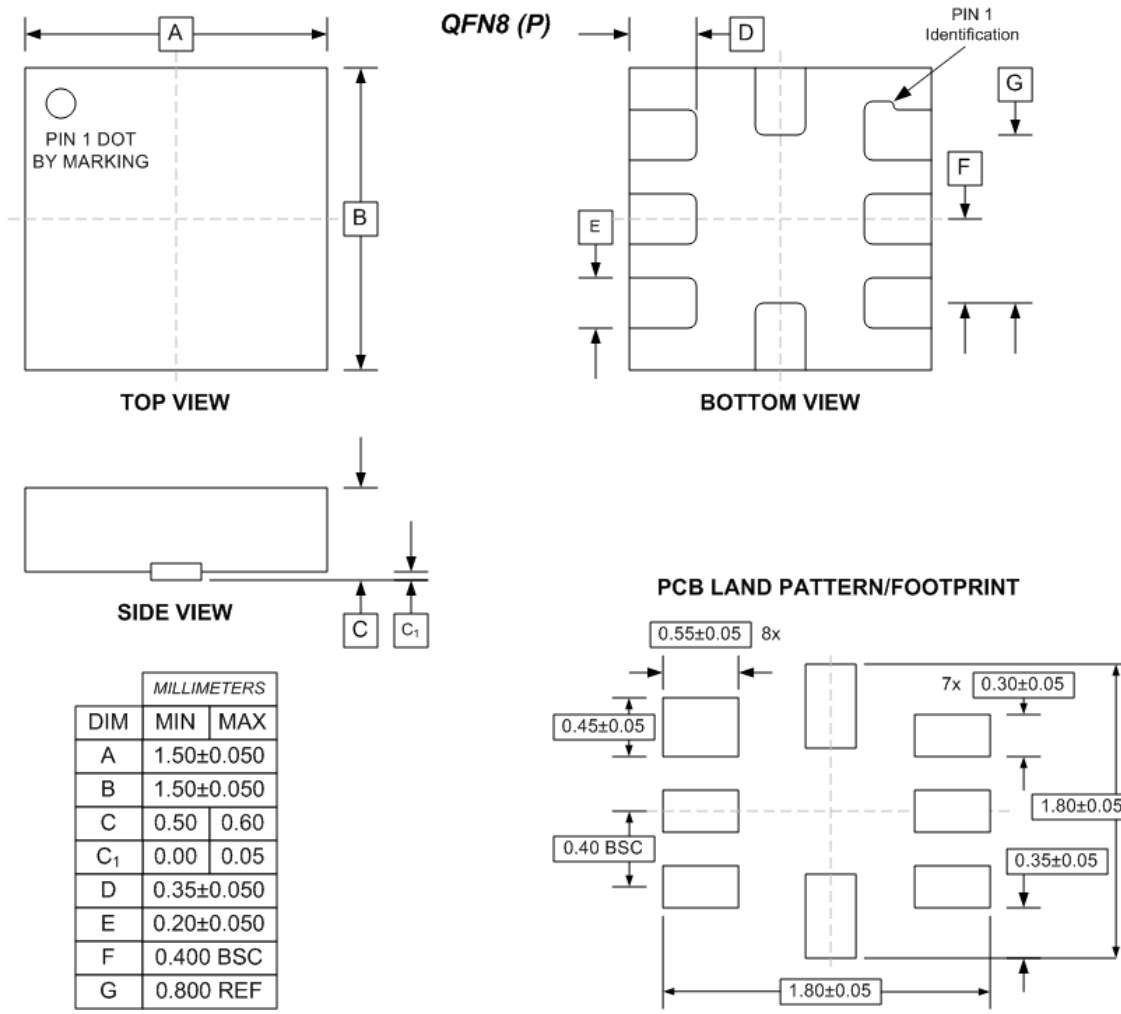 QFN8 (P)
A
PIN 1 DOT
BY MARKING
B
TOP VIEW
D
PIN 1
Identification
G
F
E
BOTTOM VIEW
C
C₁
SIDE VIEW
MILLIMETERS
DIM MIN MAX
A 1.50±0.050
B 1.50±0.050
C 0.50 0.60
C₁ 0.00 0.05
D 0.35±0.050
E 0.20±0.050
F 0.400 BSC
G 0.800 REF
PCB LAND PATTERN/FOOTPRINT
0.55±0.05 8x
7x 0.30±0.05
0.45±0.05
1.80±0.05
0.40 BSC
0.35±0.05
1.80±0.05